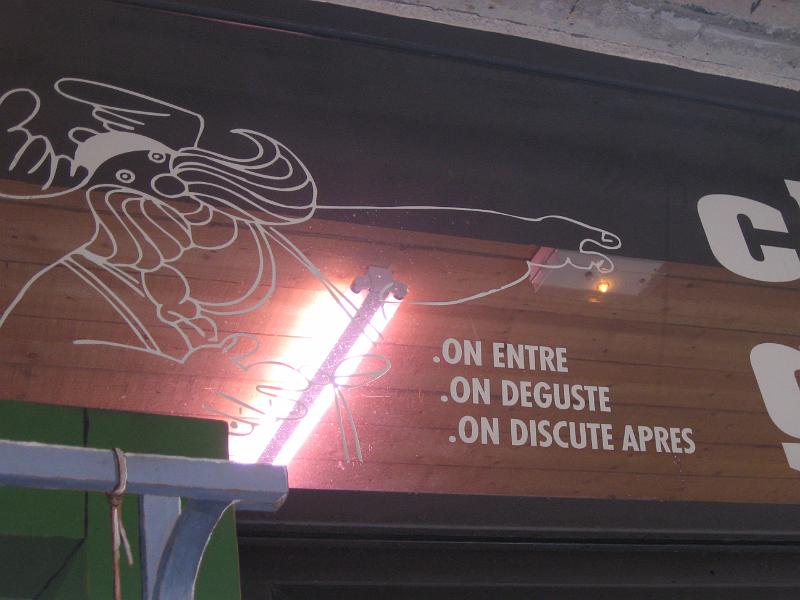 .ON ENTRE
.ON DEGUSTE
.ON DISCUTE APRES